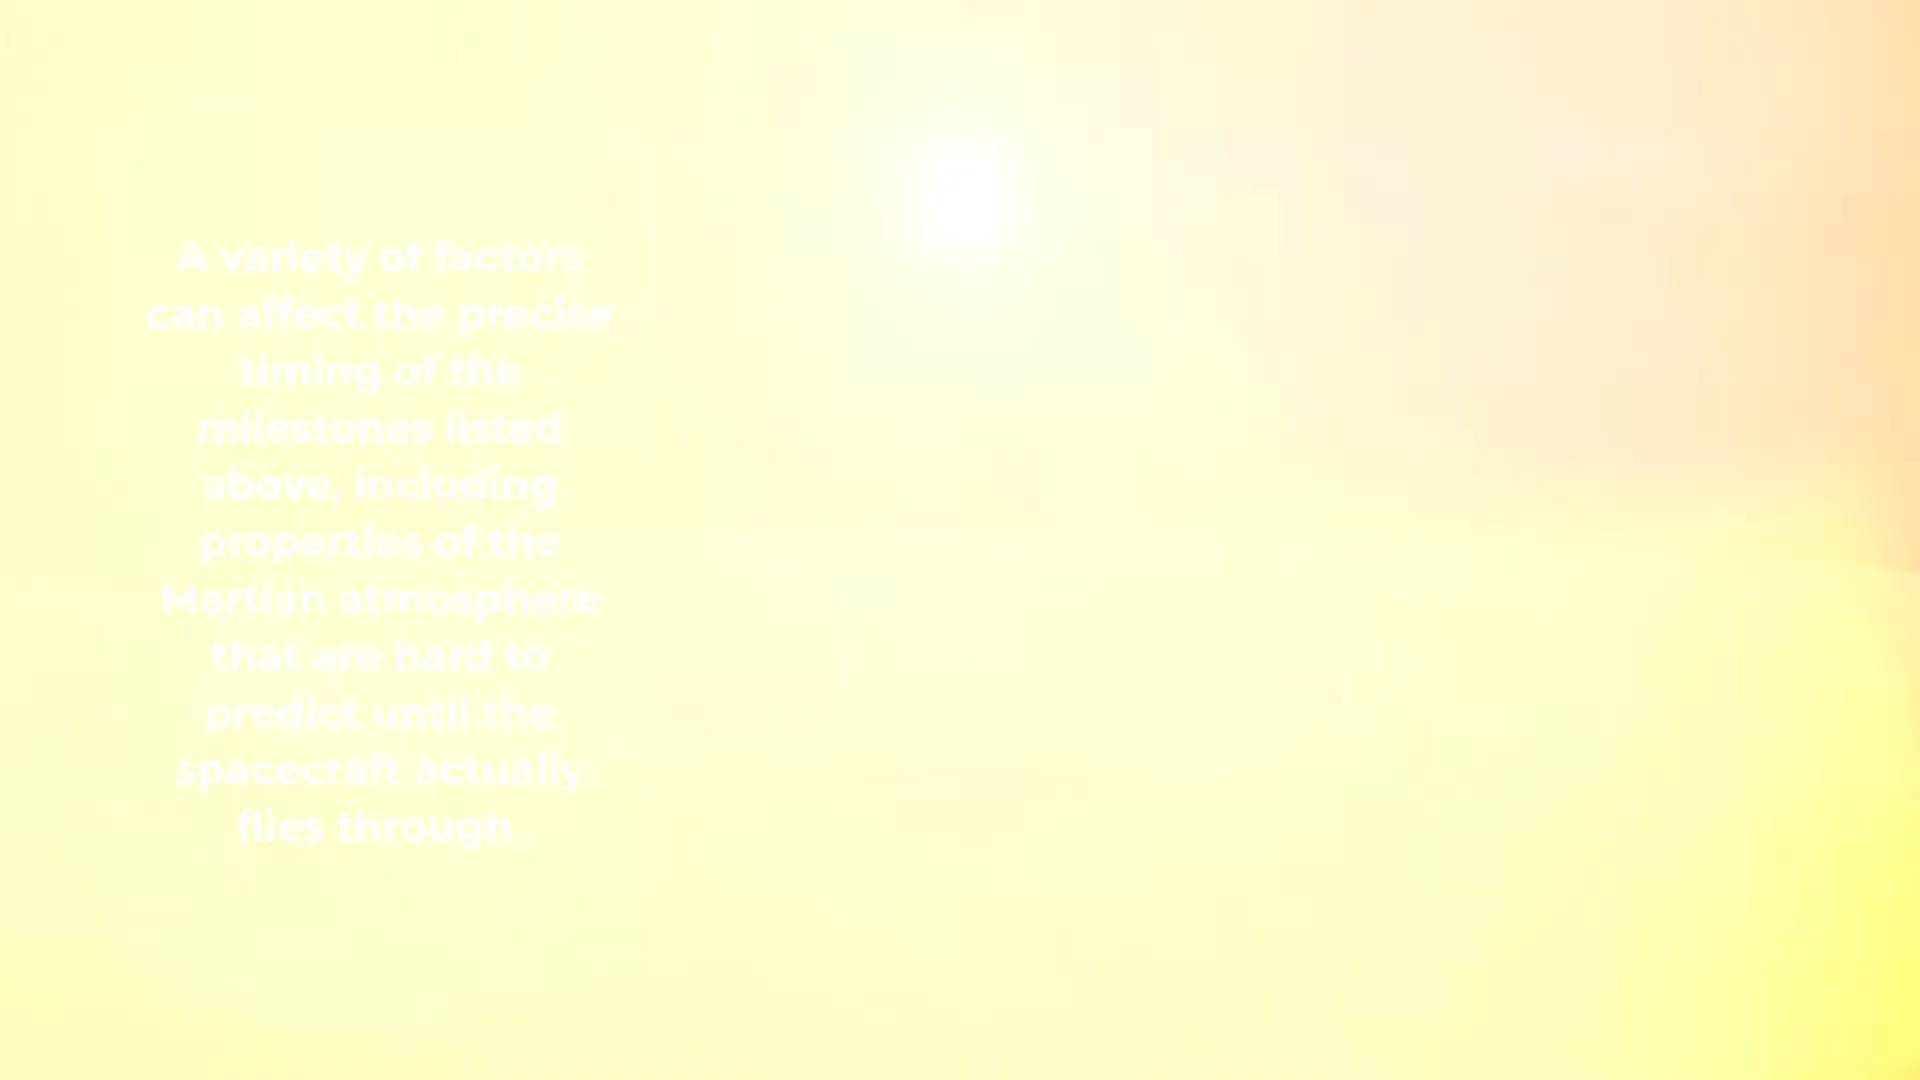 A variety of factors
can affect the precise
timing of the
milestones listed
above, including
properties of the
Martian atmosphere
that are hard to
predict until the
spacecraft actually
flies through